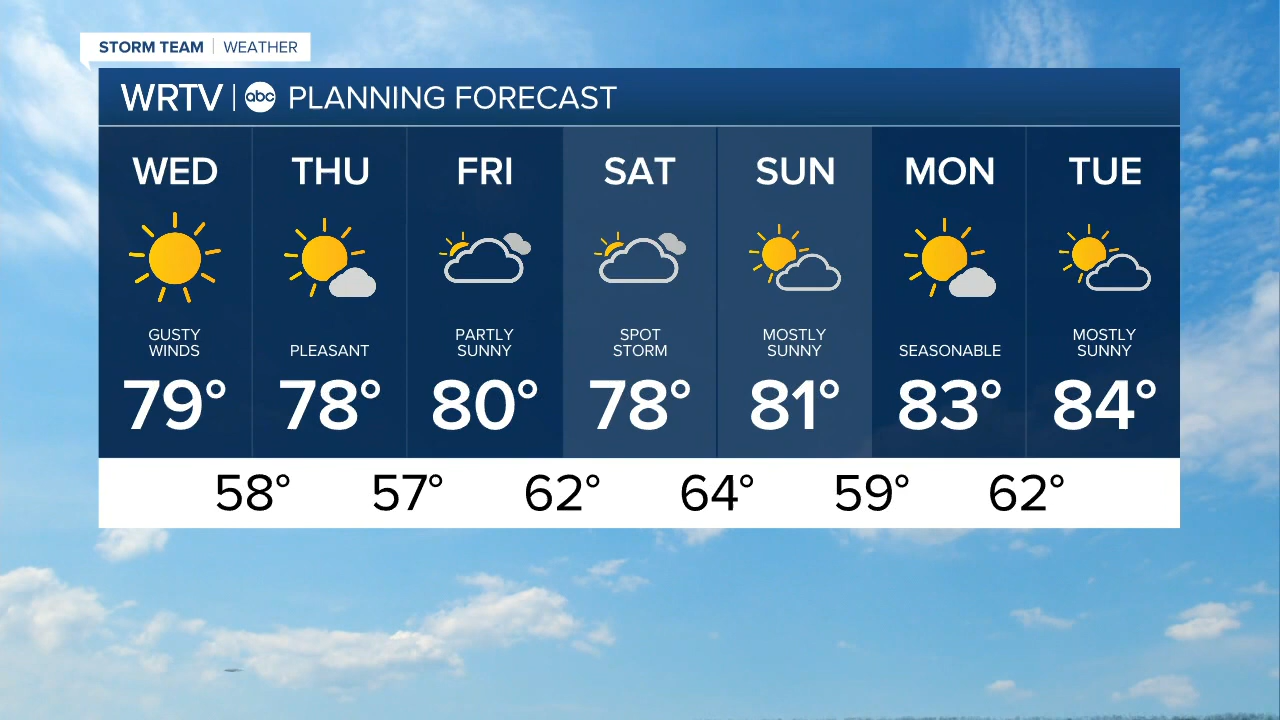 STORM TEAM | WEATHER
WRTV | abc PLANNING FORECAST
WED THU FRI SAT SUN MON TUE
GUSTY WINDS PLEASANT PARTLY SUNNY SPOT STORM MOSTLY SUNNY SEASONABLE MOSTLY SUNNY
79° 78° 80° 78° 81° 83° 84°
58° 57° 62° 64° 59° 62°